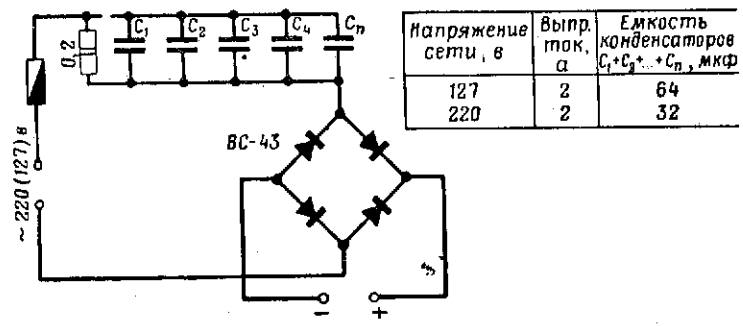 C₁ C₂ C₃ C₄ Cₙ
0,2
ВС-43
~ 220 (127) в
− +
Напряжение сети, в
Выпр. ток, а
Емкость конденсаторов C₁+C₂+...+Cₙ, мкф
127 2 64
220 2 32